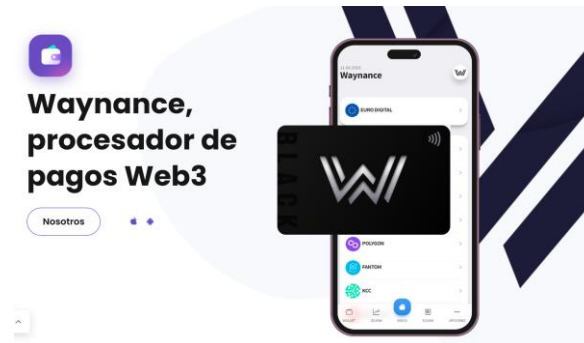 Waynance,
procesador de
pagos Web3
Nosotros
Waynance
EURO DIGITAL
BLACK
POLYGON
FANTOM
KCC